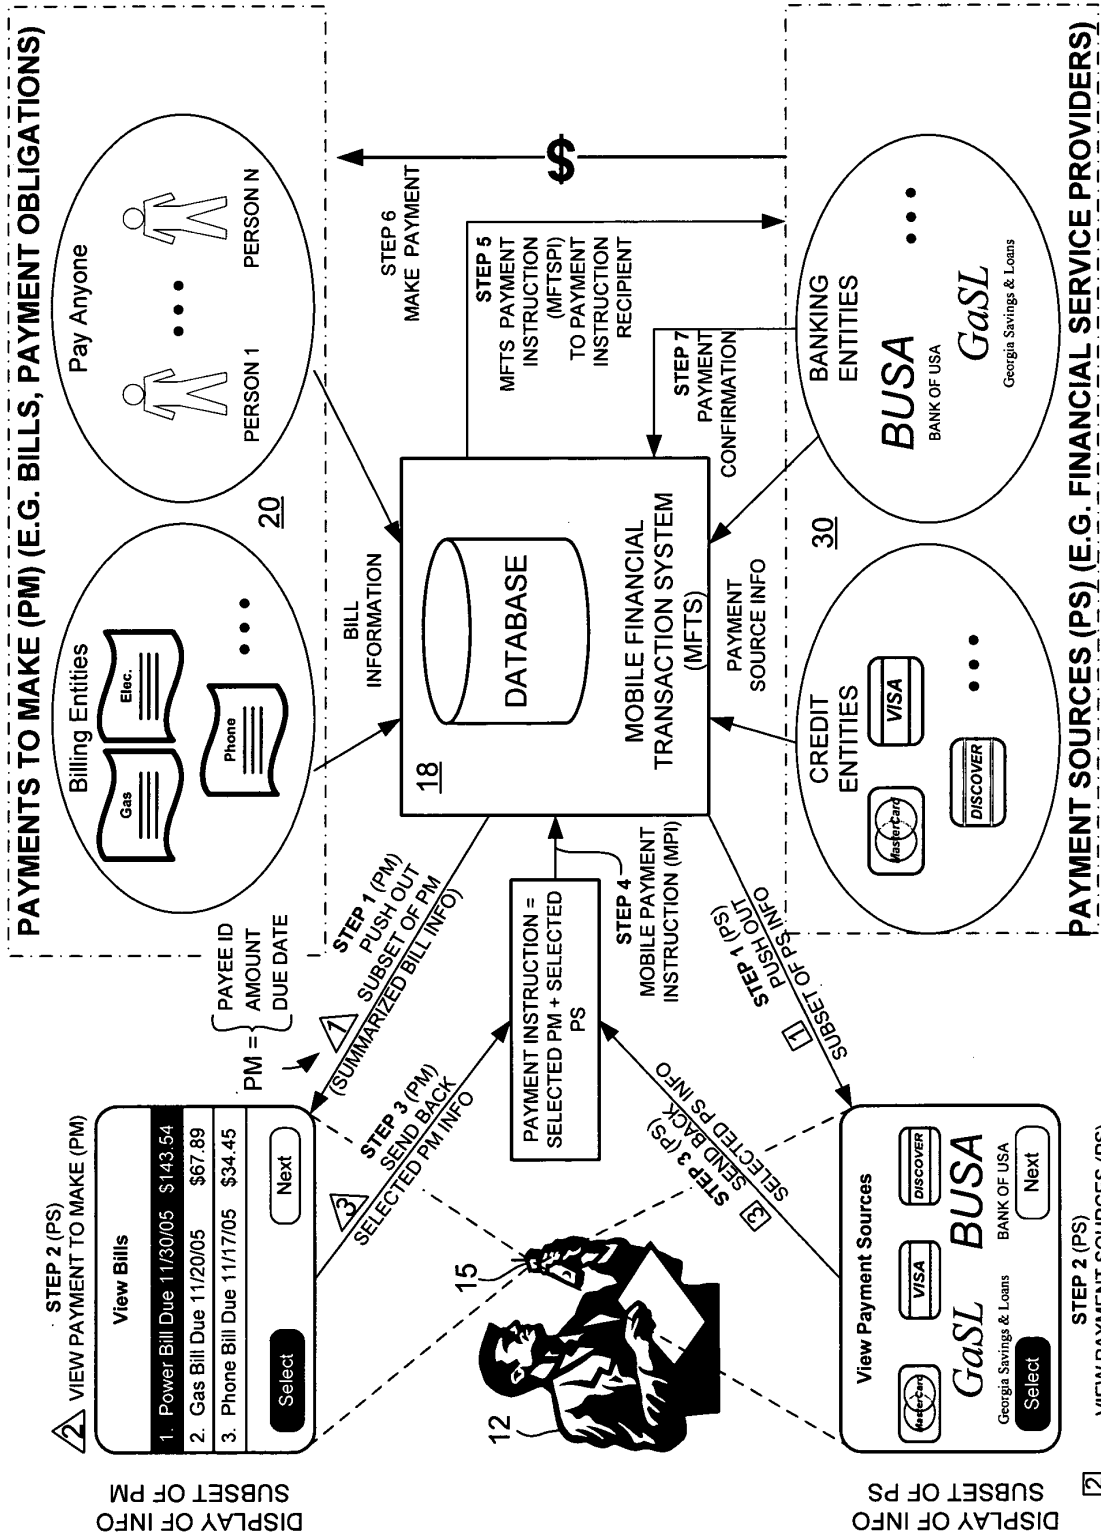 PAYMENTS TO MAKE (PM) (E.G. BILLS, PAYMENT OBLIGATIONS)
Billing Entities
Gas
Elec.
Phone
20
Pay Anyone
PERSON 1
PERSON N
STEP 2 (PS)
2 VIEW PAYMENT TO MAKE (PM)
View Bills
1. Power Bill Due 11/30/05 $143.54
2. Gas Bill Due 11/20/05 $67.89
3. Phone Bill Due 11/17/05 $34.45
Select
Next
DISPLAY OF INFO
SUBSET OF PM
PM =
PAYEE ID
AMOUNT
DUE DATE
1
STEP 1 (PM)
PUSH OUT
SUBSET OF PM
(SUMMARIZED BILL INFO)
3
STEP 3 (PM)
SEND BACK
SELECTED PM INFO
BILL
INFORMATION
STEP 6
MAKE PAYMENT
$
STEP 5
MFTS PAYMENT
INSTRUCTION
(MFTSPI)
TO PAYMENT
INSTRUCTION
RECIPIENT
12
15
PAYMENT INSTRUCTION =
SELECTED PM + SELECTED
PS
STEP 4
MOBILE PAYMENT
INSTRUCTION (MPI)
18
DATABASE
MOBILE FINANCIAL
TRANSACTION SYSTEM
(MFTS)
STEP 7
PAYMENT
CONFIRMATION
3
STEP 3 (PS)
SEND BACK
SELECTED PS INFO
1
STEP 1 (PS)
PUSH OUT
SUBSET OF PS INFO
PAYMENT
SOURCE INFO
View Payment Sources
MasterCard
VISA
DISCOVER
GaSL
Georgia Savings & Loans
BUSA
BANK OF USA
Select
Next
DISPLAY OF INFO
SUBSET OF PS
2
STEP 2 (PS)
VIEW PAYMENT SOURCES (PS)
CREDIT
ENTITIES
MasterCard
VISA
DISCOVER
30
BANKING
ENTITIES
BUSA
BANK OF USA
GaSL
Georgia Savings & Loans
PAYMENT SOURCES (PS) (E.G. FINANCIAL SERVICE PROVIDERS)